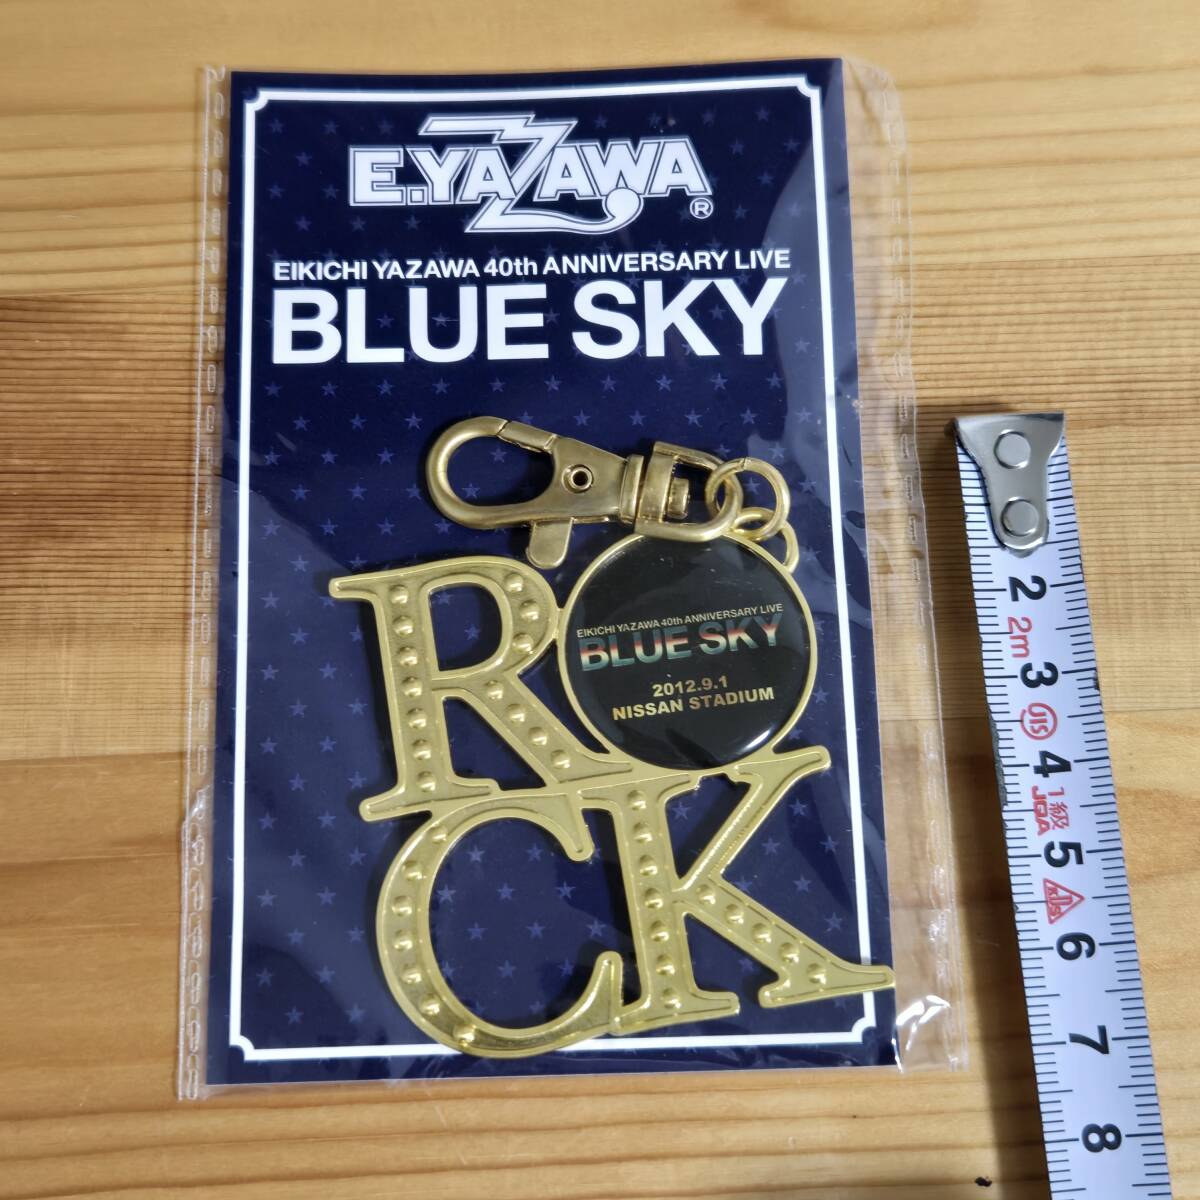 E.YAZAWA®
EIKICHI YAZAWA 40th ANNIVERSARY LIVE
BLUE SKY
EIKICHI YAZAWA 40th ANNIVERSARY LIVE
BLUE SKY
2012.9.1
NISSAN STADIUM
R
CK
2
2m
3
JIS
4
1級
JQA
5
6
7
8